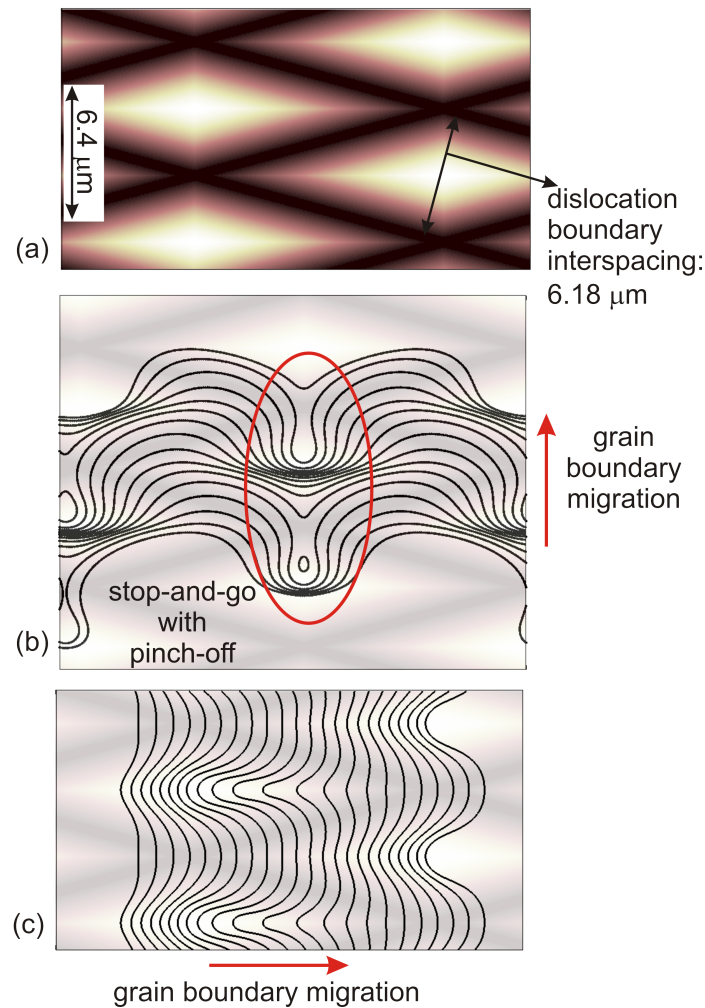 6.4 μm
(a)
dislocation
boundary
interspacing:
6.18 μm
grain
boundary
migration
stop-and-go
with
pinch-off
(b)
(c)
grain boundary migration